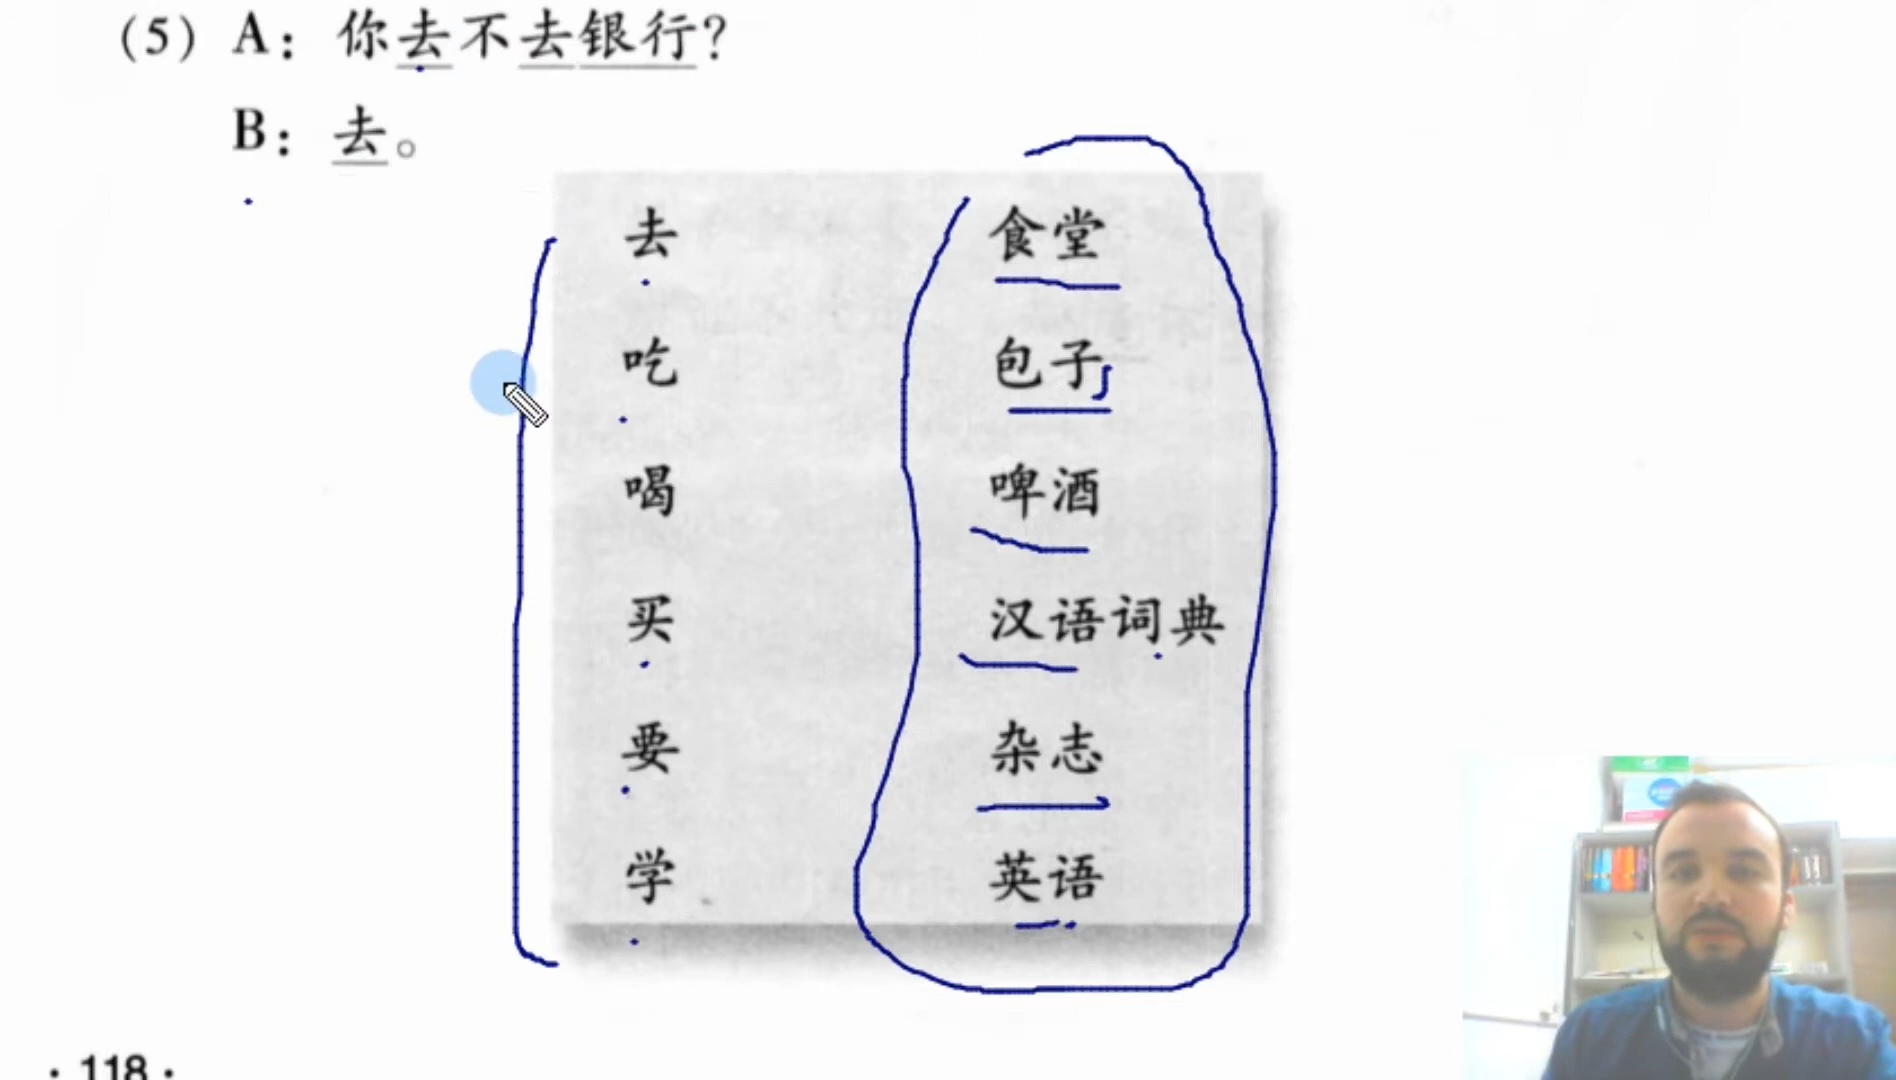 (5) A: 你去不去银行?
B: 去。
去 食堂
吃 包子
喝 啤酒
买 汉语词典
要 杂志
学 英语
· 118 ·